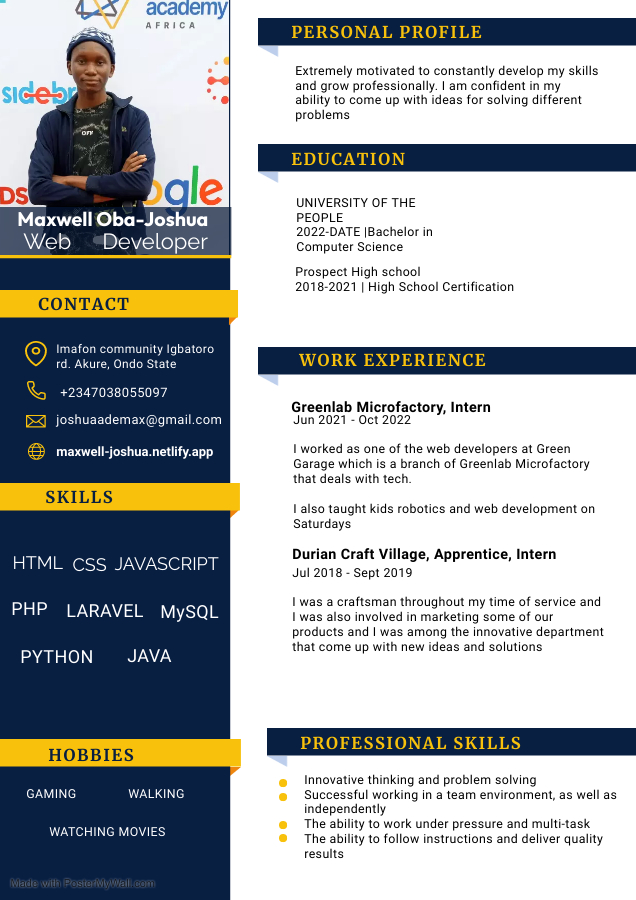 academy
AFRICA
sidebr
OFF
DS
ogle
Maxwell Oba-Joshua
Web Developer
CONTACT
Imafon community Igbatoro
rd. Akure, Ondo State
+2347038055097
joshuaademax@gmail.com
maxwell-joshua.netlify.app
SKILLS
HTML CSS JAVASCRIPT
PHP LARAVEL MySQL
PYTHON JAVA
HOBBIES
GAMING WALKING
WATCHING MOVIES
Made with PosterMyWall.com
PERSONAL PROFILE
Extremely motivated to constantly develop my skills
and grow professionally. I am confident in my
ability to come up with ideas for solving different
problems
EDUCATION
UNIVERSITY OF THE
PEOPLE
2022-DATE |Bachelor in
Computer Science
Prospect High school
2018-2021 | High School Certification
WORK EXPERIENCE
Greenlab Microfactory, Intern
Jun 2021 - Oct 2022
I worked as one of the web developers at Green
Garage which is a branch of Greenlab Microfactory
that deals with tech.
I also taught kids robotics and web development on
Saturdays
Durian Craft Village, Apprentice, Intern
Jul 2018 - Sept 2019
I was a craftsman throughout my time of service and
I was also involved in marketing some of our
products and I was among the innovative department
that come up with new ideas and solutions
PROFESSIONAL SKILLS
Innovative thinking and problem solving
Successful working in a team environment, as well as
independently
The ability to work under pressure and multi-task
The ability to follow instructions and deliver quality
results